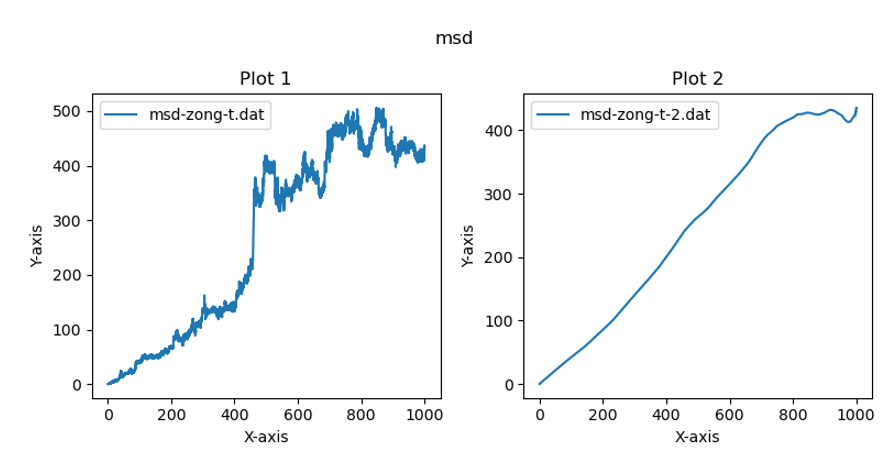 msd
Plot 1
msd-zong-t.dat
500
400
300
200
100
0
Y-axis
0 200 400 600 800 1000
X-axis
Plot 2
msd-zong-t-2.dat
400
300
200
100
0
Y-axis
0 200 400 600 800 1000
X-axis